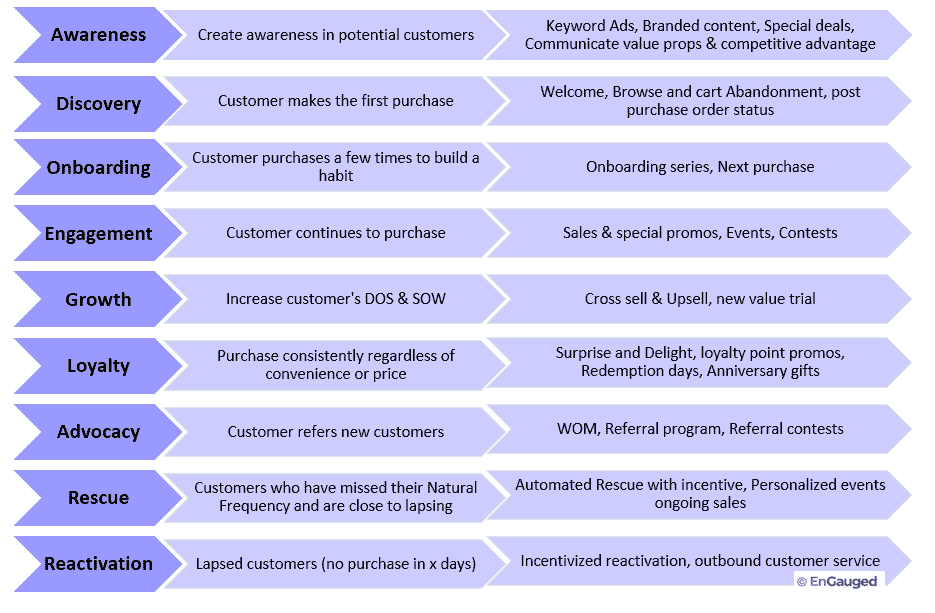 Awareness
Create awareness in potential customers
Keyword Ads, Branded content, Special deals,
Communicate value props & competitive advantage
Discovery
Customer makes the first purchase
Welcome, Browse and cart Abandonment, post
purchase order status
Onboarding
Customer purchases a few times to build a
habit
Onboarding series, Next purchase
Engagement
Customer continues to purchase
Sales & special promos, Events, Contests
Growth
Increase customer's DOS & SOW
Cross sell & Upsell, new value trial
Loyalty
Purchase consistently regardless of
convenience or price
Surprise and Delight, loyalty point promos,
Redemption days, Anniversary gifts
Advocacy
Customer refers new customers
WOM, Referral program, Referral contests
Rescue
Customers who have missed their Natural
Frequency and are close to lapsing
Automated Rescue with incentive, Personalized events
ongoing sales
Reactivation
Lapsed customers (no purchase in x days)
Incentivized reactivation, outbound customer service
© EnGauged